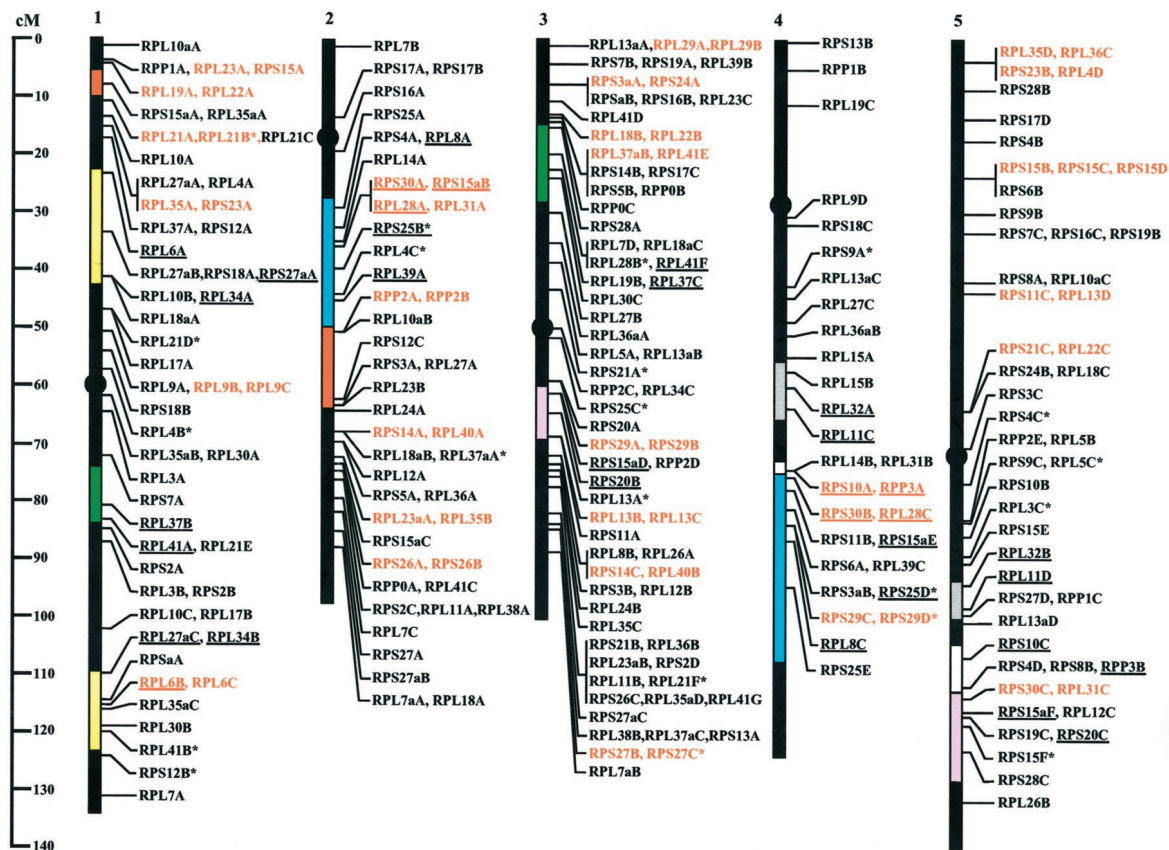 cM
0
10
20
30
40
50
60
70
80
90
100
110
120
130
140
1
RPL10aA
RPP1A, RPL23A, RPS15A
RPL19A, RPL22A
RPS15aA, RPL35aA
RPL21A,RPL21B*,RPL21C
RPL10A
RPL27aA, RPL4A
RPL35A, RPS23A
RPL37A, RPS12A
RPL6A
RPL27aB,RPS18A,RPS27aA
RPL10B, RPL34A
RPL18aA
RPL21D*
RPL17A
RPL9A, RPL9B, RPL9C
RPS18B
RPL4B*
RPL35aB, RPL30A
RPL3A
RPS7A
RPL37B
RPL41A, RPL21E
RPS2A
RPL3B, RPS2B
RPL10C, RPL17B
RPL27aC, RPL34B
RPSaA
RPL6B, RPL6C
RPL35aC
RPL30B
RPL41B*
RPS12B*
RPL7A
2
RPL7B
RPS17A, RPS17B
RPS16A
RPS25A
RPS4A, RPL8A
RPL14A
RPS30A, RPS15aB
RPL28A, RPL31A
RPS25B*
RPL4C*
RPL39A
RPP2A, RPP2B
RPL10aB
RPS12C
RPS3A, RPL27A
RPL23B
RPL24A
RPS14A, RPL40A
RPL18aB, RPL37aA*
RPL12A
RPS5A, RPL36A
RPL23aA, RPL35B
RPS15aC
RPS26A, RPS26B
RPP0A, RPL41C
RPS2C,RPL11A,RPL38A
RPL7C
RPS27A
RPS27aB
RPL7aA, RPL18A
3
RPL13aA, RPL29A,RPL29B
RPS7B, RPS19A, RPL39B
RPS3aA, RPS24A
RPSaB, RPS16B, RPL23C
RPL41D
RPL18B, RPL22B
RPL37aB, RPL41E
RPS14B, RPS17C
RPS5B, RPP0B
RPP0C
RPS28A
RPL7D, RPL18aC
RPL28B*, RPL41F
RPL19B, RPL37C
RPL30C
RPL27B
RPL36aA
RPL5A, RPL13aB
RPS21A*
RPP2C, RPL34C
RPS25C*
RPS20A
RPS29A, RPS29B
RPS15aD, RPP2D
RPS20B
RPL13A*
RPL13B, RPL13C
RPS11A
RPL8B, RPL26A
RPS14C, RPL40B
RPS3B, RPL12B
RPL24B
RPL35C
RPS21B, RPL36B
RPL23aB, RPS2D
RPL11B, RPL21F*
RPS26C,RPL35aD,RPL41G
RPS27aC
RPL38B,RPL37aC,RPS13A
RPS27B, RPS27C*
RPL7aB
4
RPS13B
RPP1B
RPL19C
RPL9D
RPS18C
RPS9A*
RPL13aC
RPL27C
RPL36aB
RPL15A
RPL15B
RPL32A
RPL11C
RPL14B, RPL31B
RPS10A, RPP3A
RPS30B, RPL28C
RPS11B, RPS15aE
RPS6A, RPL39C
RPS3aB, RPS25D*
RPS29C, RPS29D*
RPL8C
RPS25E
5
RPL35D, RPL36C
RPS23B, RPL4D
RPS28B
RPS17D
RPS4B
RPS15B, RPS15C, RPS15D
RPS6B
RPS9B
RPS7C, RPS16C, RPS19B
RPS8A, RPL10aC
RPS11C, RPL13D
RPS21C, RPL22C
RPS24B, RPL18C
RPS3C
RPS4C*
RPP2E, RPL5B
RPS9C, RPL5C*
RPS10B
RPL3C*
RPS15E
RPL32B
RPL11D
RPS27D, RPP1C
RPL13aD
RPS10C
RPS4D, RPS8B, RPP3B
RPS30C, RPL31C
RPS15aF, RPL12C
RPS19C, RPS20C
RPS15F*
RPS28C
RPL26B